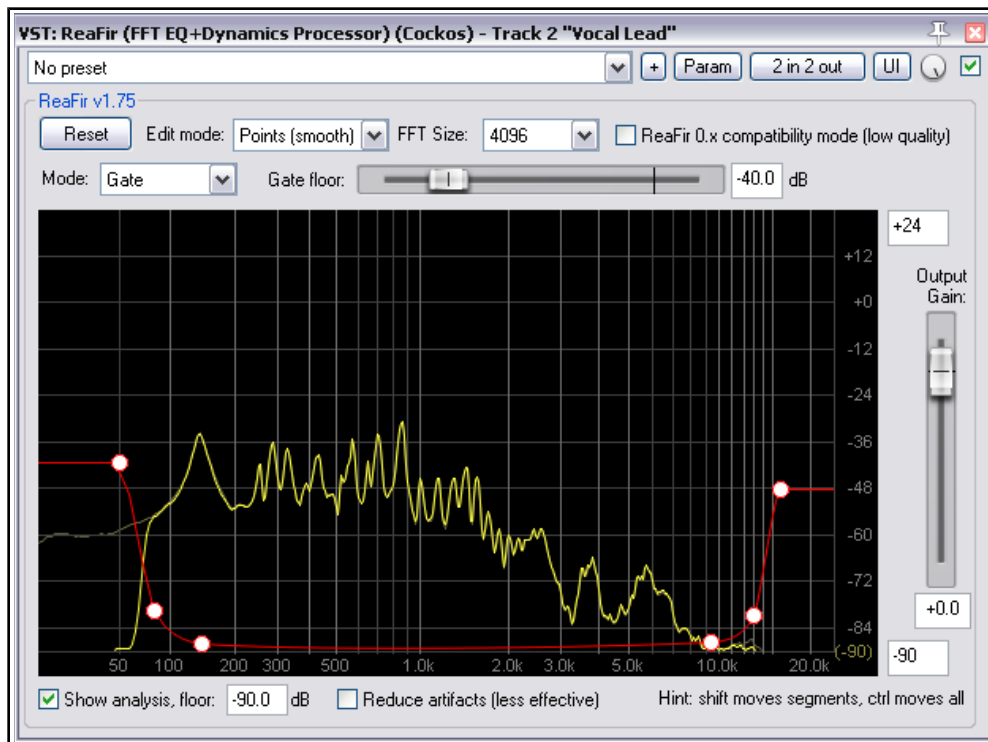 VST: ReaFir (FFT EQ+Dynamics Processor) (Cockos) - Track 2 "Vocal Lead"
No preset + Param 2 in 2 out UI
ReaFir v1.75
Reset Edit mode: Points (smooth) FFT Size: 4096 ReaFir 0.x compatibility mode (low quality)
Mode: Gate Gate floor: -40.0 dB
+24
+12
Output Gain:
+0
-12
-24
-36
-48
-60
-72
+0.0
-84
(-90)
-90
50 100 200 300 500 1.0k 2.0k 3.0k 5.0k 10.0k 20.0k
Show analysis, floor: -90.0 dB Reduce artifacts (less effective) Hint: shift moves segments, ctrl moves all